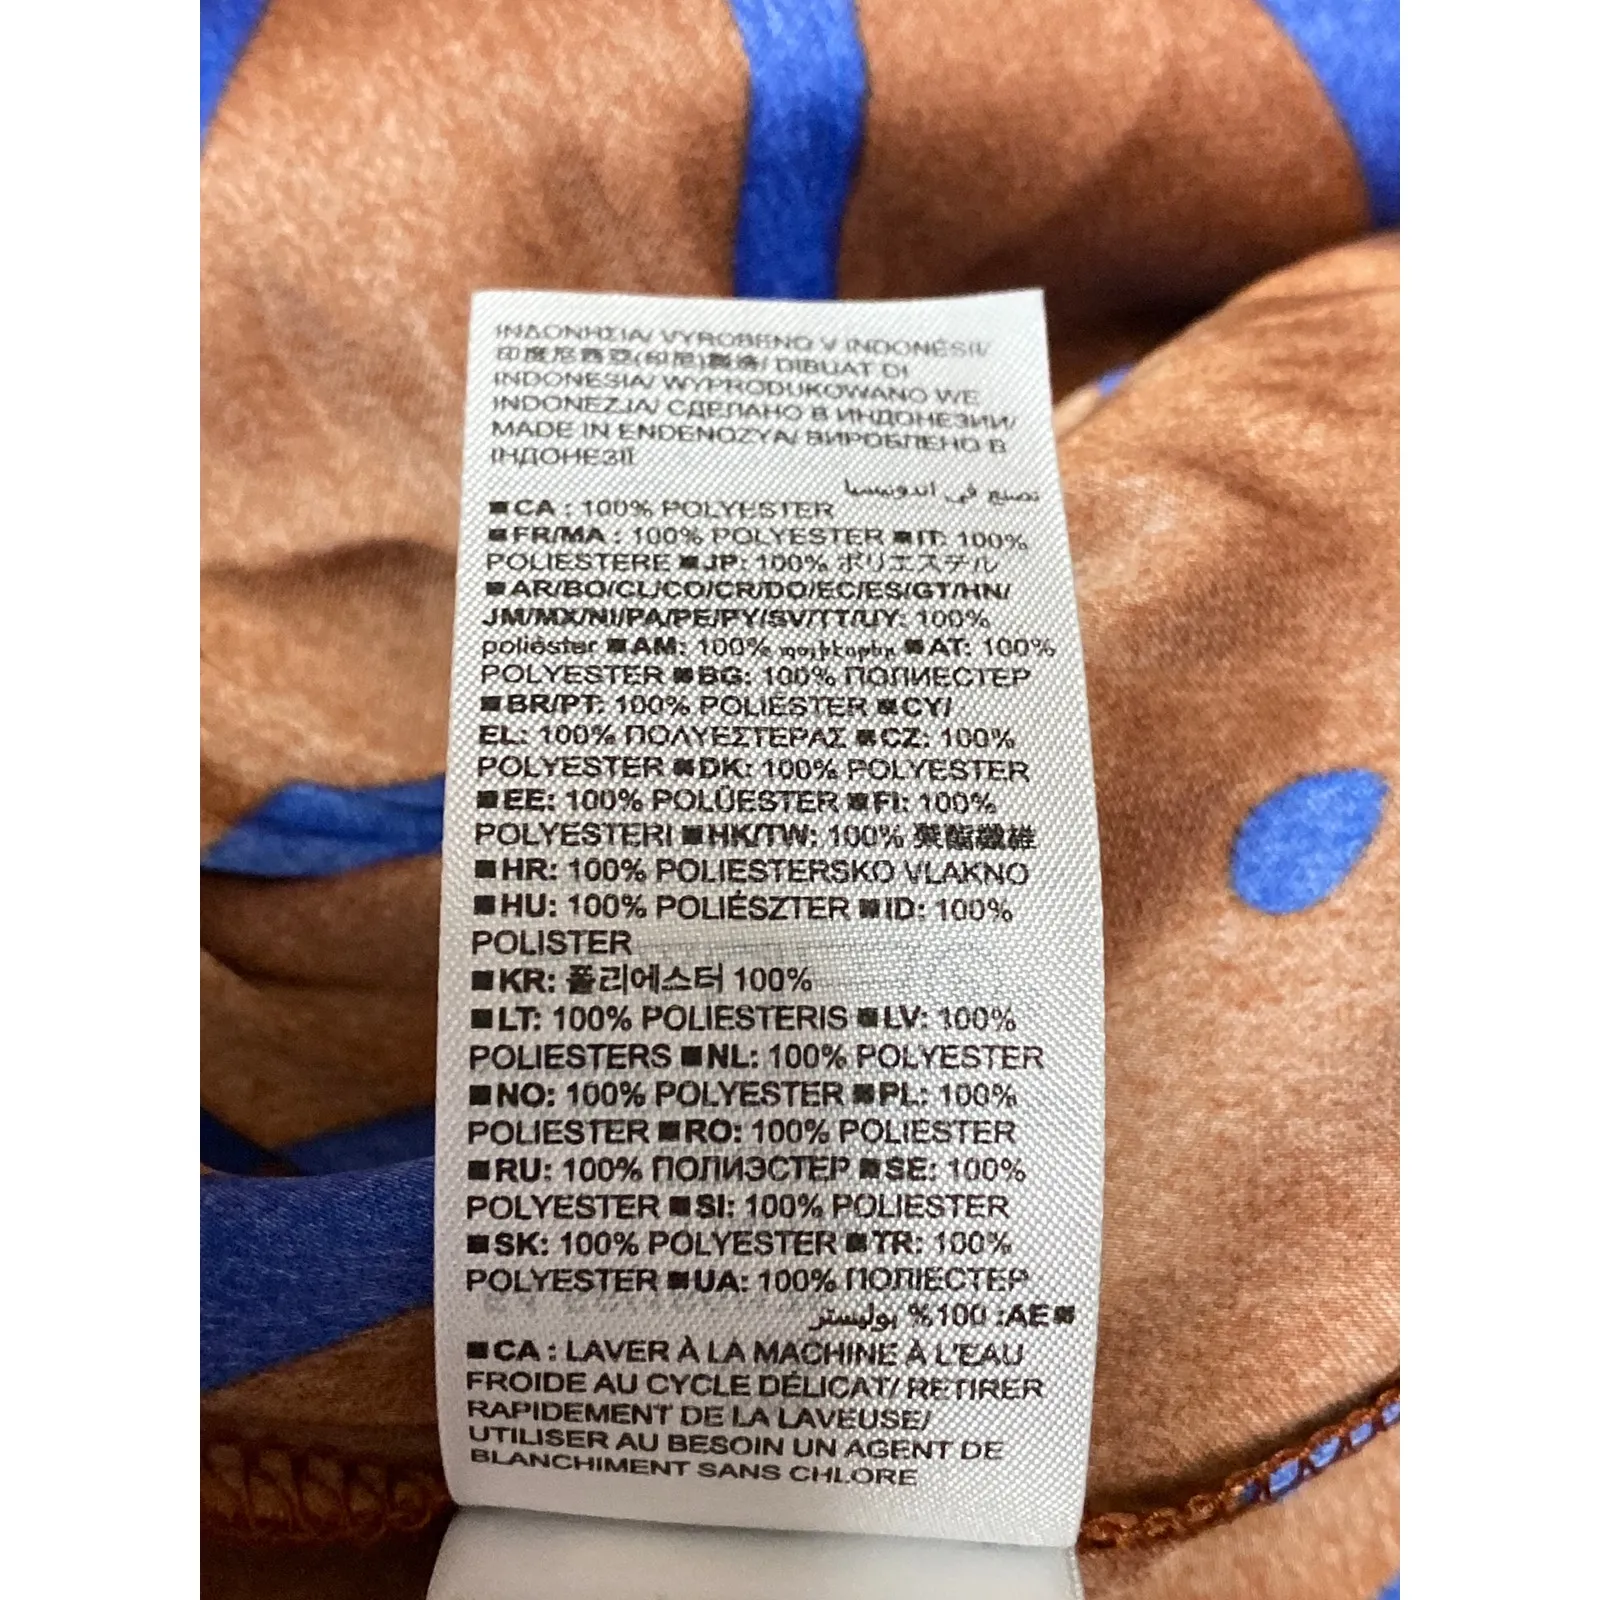 ΙΝΔΟΝΗΣΙΑ/ VYROBENO V INDONÉSII/
印度尼西亞(印尼)製造/ DIBUAT DI
INDONESIA/ WYPRODUKOWANO WE
INDONEZJA/ СДЕЛАНО В ИНДОНЕЗИИ/
MADE IN ENDENOZYA/ ВИРОБЛЕНО В
ІНДОНЕЗІЇ
تصنيع في اندونيسيا
■CA : 100% POLYESTER
■FR/MA : 100% POLYESTER ■IT: 100%
POLIESTERE ■JP: 100% ポリエステル
■AR/BO/CL/CO/CR/DO/EC/ES/GT/HN/
JM/MX/NI/PA/PE/PY/SV/TT/UY: 100%
poliéster ■AM: 100% պոլիէսթեր ■AT: 100%
POLYESTER ■BG: 100% ПОЛИЕСТЕР
■BR/PT: 100% POLIÉSTER ■CY/
EL: 100% ΠΟΛΥΕΣΤΕΡΑΣ ■CZ: 100%
POLYESTER ■DK: 100% POLYESTER
■EE: 100% POLÜESTER ■FI: 100%
POLYESTERI ■HK/TW: 100% 聚酯纖維
■HR: 100% POLIESTERSKO VLAKNO
■HU: 100% POLIÉSZTER ■ID: 100%
POLISTER
■KR: 폴리에스터 100%
■LT: 100% POLIESTERIS ■LV: 100%
POLIESTERS ■NL: 100% POLYESTER
■NO: 100% POLYESTER ■PL: 100%
POLIESTER ■RO: 100% POLIESTER
■RU: 100% ПОЛИЭСТЕР ■SE: 100%
POLYESTER ■SI: 100% POLIESTER
■SK: 100% POLYESTER ■TR: 100%
POLYESTER ■UA: 100% ПОЛІЕСТЕР
■AE: 100% بوليستر
■CA : LAVER À LA MACHINE À L'EAU
FROIDE AU CYCLE DÉLICAT/ RETIRER
RAPIDEMENT DE LA LAVEUSE/
UTILISER AU BESOIN UN AGENT DE
BLANCHIMENT SANS CHLORE